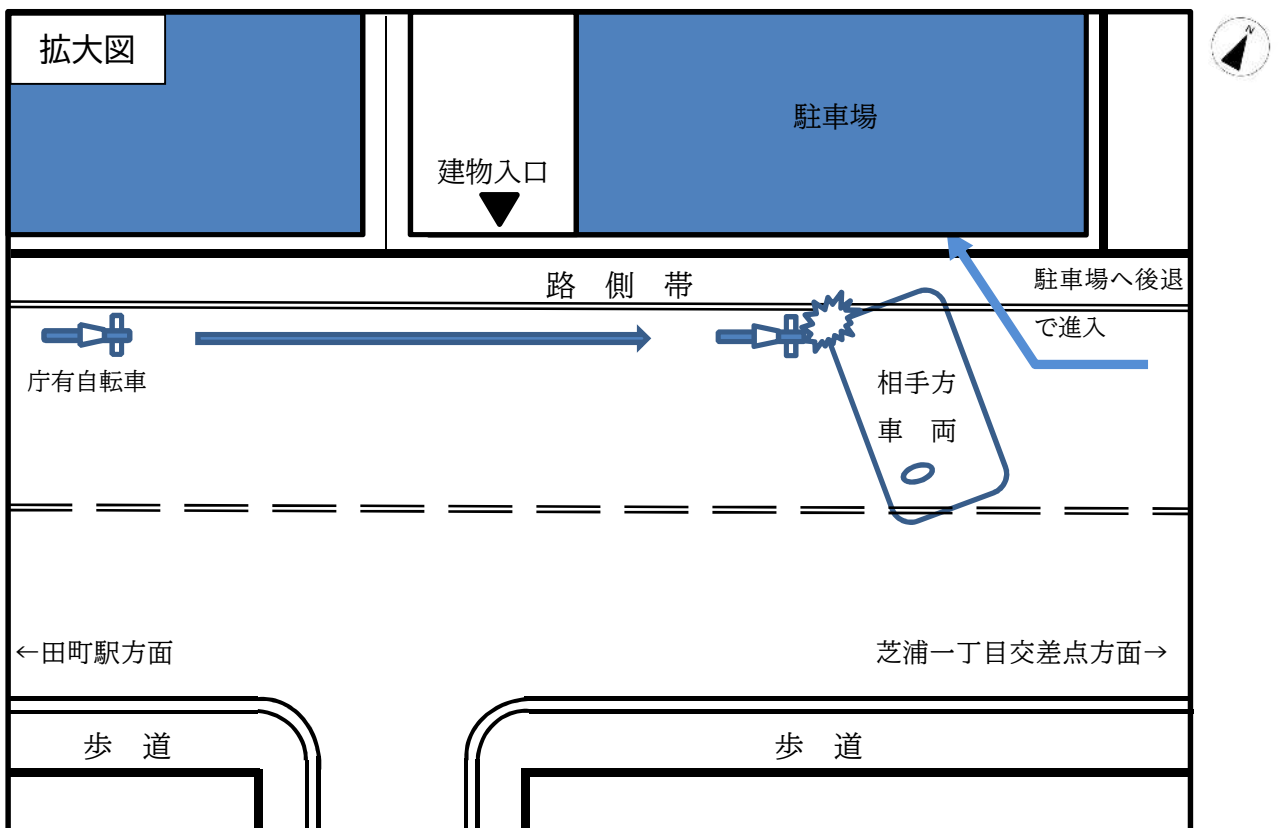 拡大図
N
駐車場
建物入口
路側帯
駐車場へ後退
で進入
庁有自転車
相手方
車両
←田町駅方面
芝浦一丁目交差点方面→
歩道
歩道